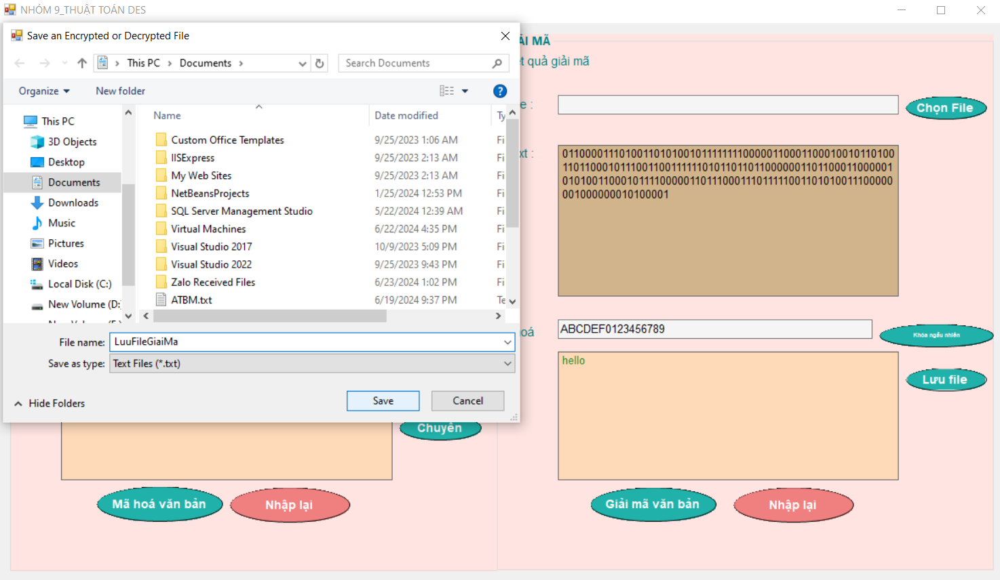 NHÓM 9_THUẬT TOÁN DES
Save an Encrypted or Decrypted File
This PC
Documents
Search Documents
Organize
New folder
?
This PC
3D Objects
Desktop
Documents
Downloads
Music
Pictures
Videos
Local Disk (C:)
New Volume (D:
Name
Date modified
Ty
Custom Office Templates 9/25/2023 1:06 AM Fi
IISExpress 9/25/2023 2:13 AM Fi
My Web Sites 9/25/2023 2:13 AM Fi
NetBeansProjects 1/25/2024 12:53 PM Fi
SQL Server Management Studio 5/22/2024 12:39 AM Fi
Virtual Machines 6/22/2024 4:35 PM Fi
Visual Studio 2017 10/9/2023 5:09 PM Fi
Visual Studio 2022 9/25/2023 9:43 PM Fi
Zalo Received Files 6/23/2024 1:02 PM Fi
ATBM.txt 6/19/2024 9:37 PM Te
File name: LuuFileGiaiMa
Save as type: Text Files (*.txt)
Hide Folders
Save
Cancel
Chuyển
Mã hoá văn bản
Nhập lại
ẢI MÃ
ết quả giải mã
e :
Chọn File
xt :
0110000111010011010100101111111110000011000110001001011010 0
1101100010111001100111111010110110110000001101100011000001
0101001100010111100000110111000111011111001101010011100000
001000000010100001
oá
ABCDEF0123456789
Khóa ngẫu nhiên
hello
Lưu file
Giải mã văn bản
Nhập lại